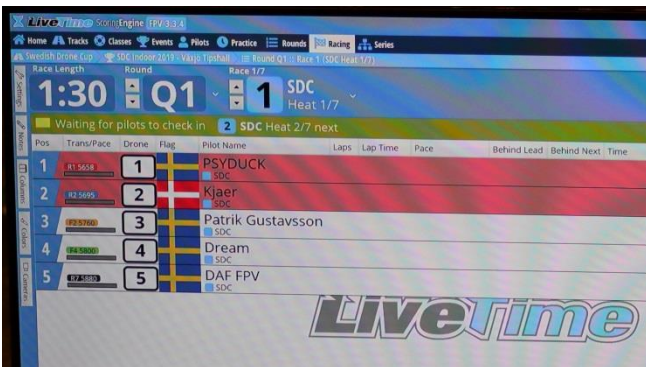 LiveTime Scoring Engine FPV 3.3.4
Home Tracks Classes Events Pilots Practice Rounds Racing Series
Swedish Drone Cup SDC Indoor 2019 - Växjö Tipshall Round Q1 :: Race 1 (SDC Heat 1/7)
Race Length Round Race 1/7
1:30 Q1 1 SDC
Heat 1/7
Waiting for pilots to check in 2 SDC Heat 2/7 next
Pos Trans/Pace Drone Flag Pilot Name Laps Lap Time Pace Behind Lead Behind Next Time
1 R1 5658 1 PSYDUCK
SDC
2 R2 5695 2 Kjaer
SDC
3 F2 5760 3 Patrik Gustavsson
SDC
4 F4 5800 4 Dream
SDC
5 R7 5880 5 DAF FPV
SDC
Settings
Notes
Columns
Colors
Cameras
LiveTime